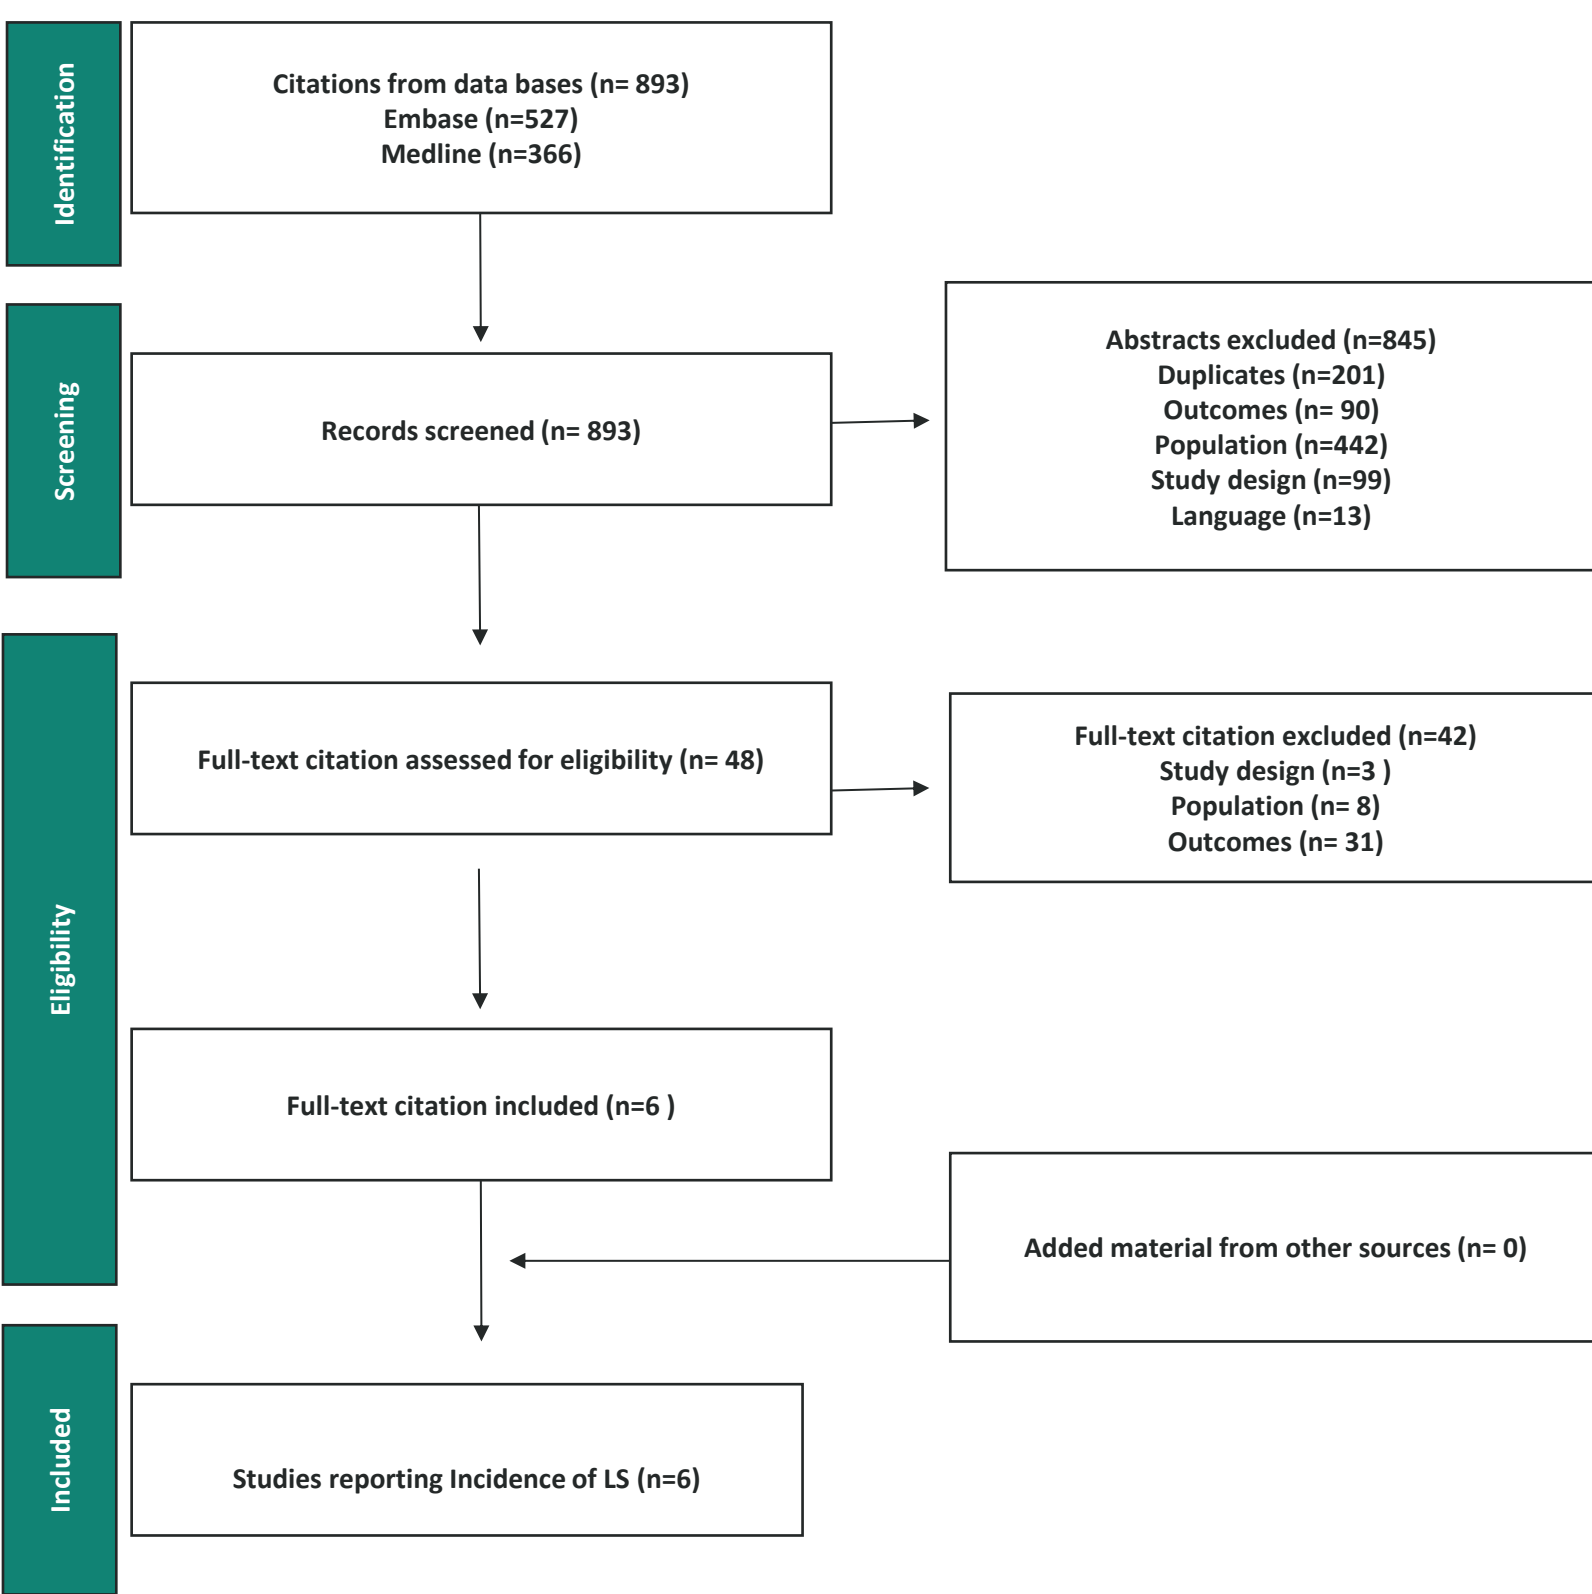 Identification
Citations from data bases (n= 893)
Embase (n=527)
Medline (n=366)
Screening
Records screened (n= 893)
Abstracts excluded (n=845)
Duplicates (n=201)
Outcomes (n= 90)
Population (n=442)
Study design (n=99)
Language (n=13)
Eligibility
Full-text citation assessed for eligibility (n= 48)
Full-text citation excluded (n=42)
Study design (n=3 )
Population (n= 8)
Outcomes (n= 31)
Full-text citation included (n=6 )
Added material from other sources (n= 0)
Included
Studies reporting Incidence of LS (n=6)